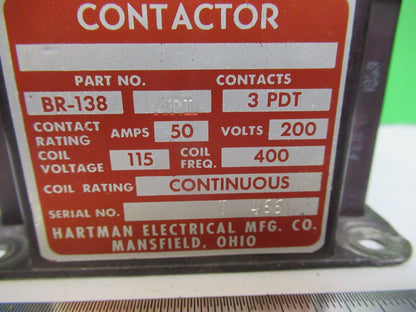 CONTACTOR
PART NO. CONTACTS
BR-138 3 PDT
CONTACT RATING AMPS 50 VOLTS 200
COIL VOLTAGE 115 COIL FREQ. 400
COIL RATING CONTINUOUS
SERIAL NO. 466
HARTMAN ELECTRICAL MFG. CO.
MANSFIELD, OHIO